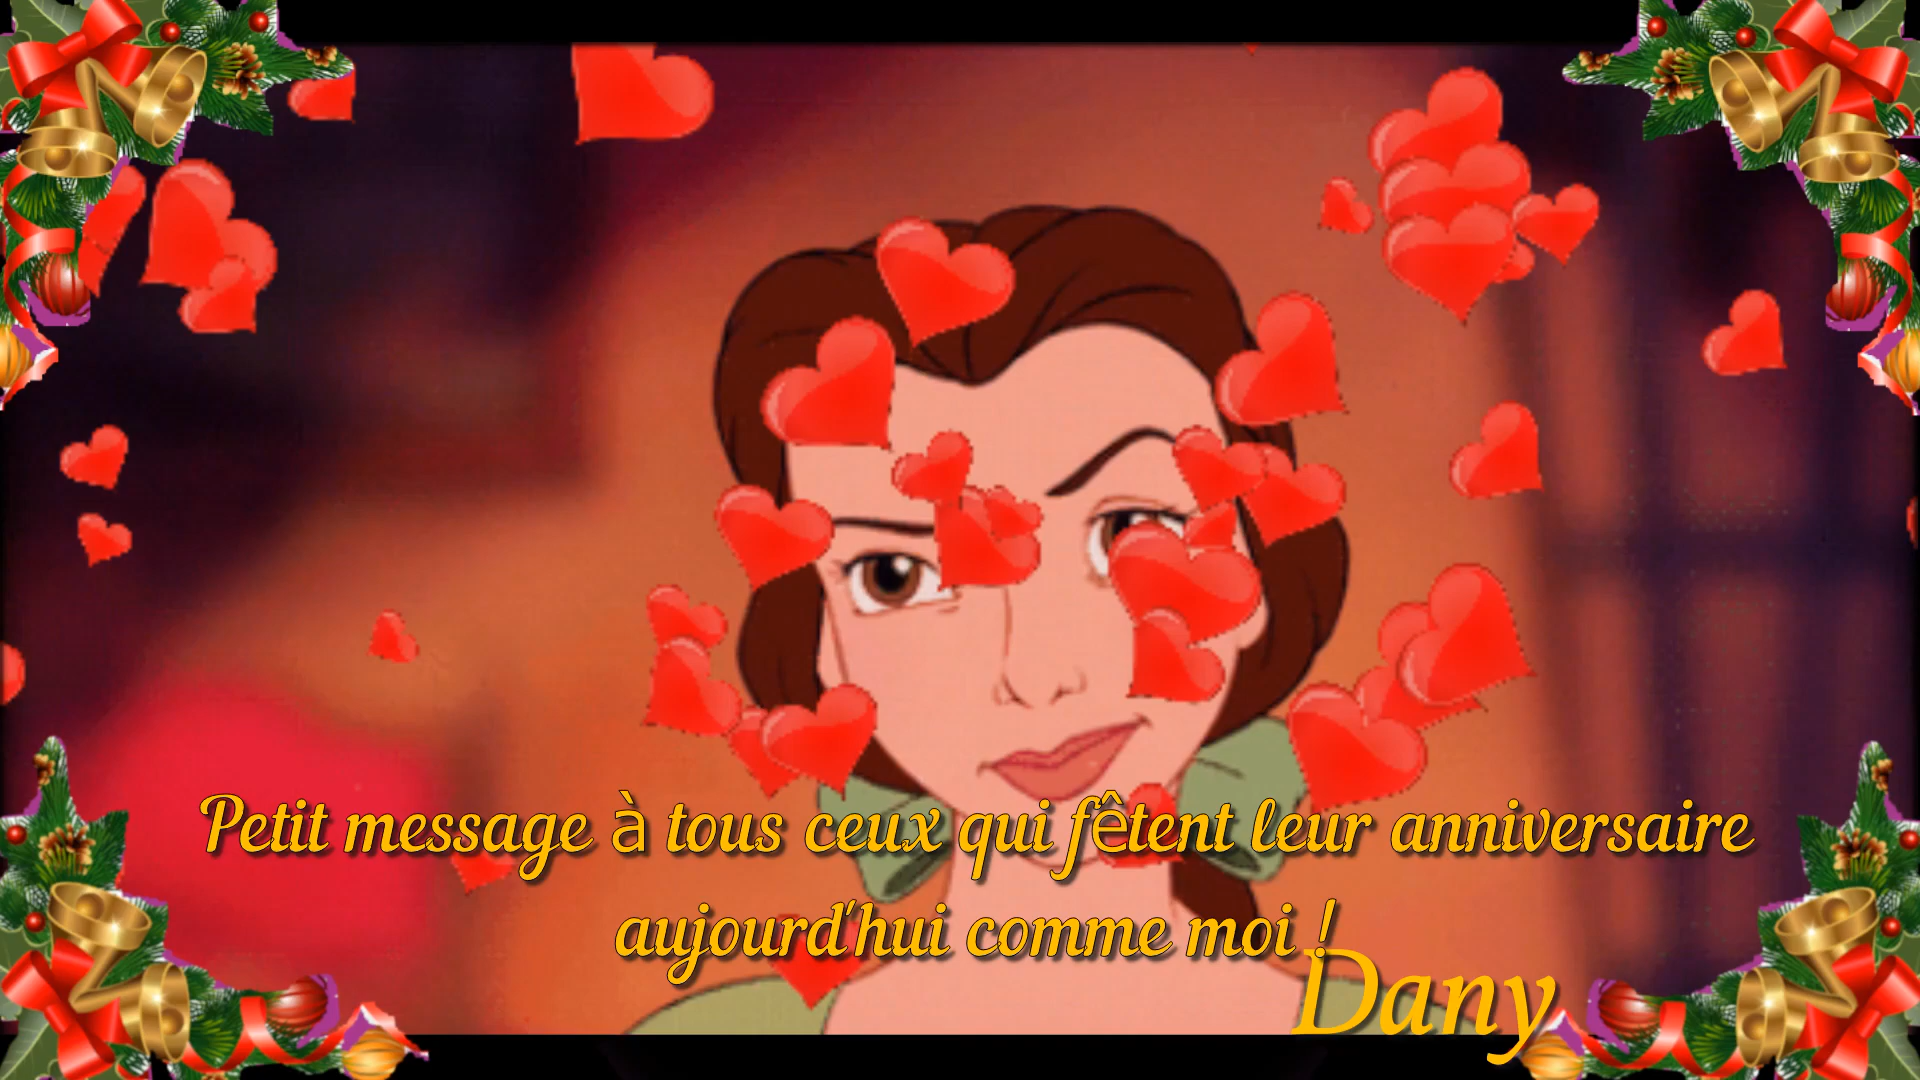 Petit message à tous ceux qui fêtent leur anniversaire
aujourd'hui comme moi !
Dany